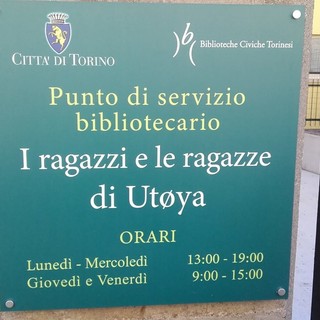 CITTA' DI TORINO
Biblioteche Civiche Torinesi
Punto di servizio
bibliotecario
I ragazzi e le ragazze
di Utøya
ORARI
Lunedì - Mercoledì 13:00 - 19:00
Giovedì e Venerdì 9:00 - 15:00